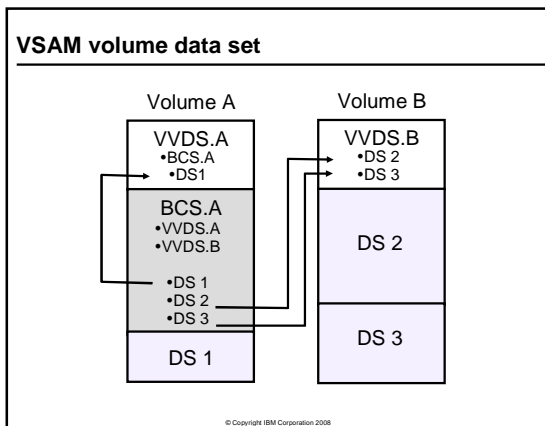 VSAM volume data set
Volume A
VVDS.A
•BCS.A
•DS1
BCS.A
•VVDS.A
•VVDS.B
•DS 1
•DS 2
•DS 3
DS 1
Volume B
VVDS.B
•DS 2
•DS 3
DS 2
DS 3
© Copyright IBM Corporation 2008